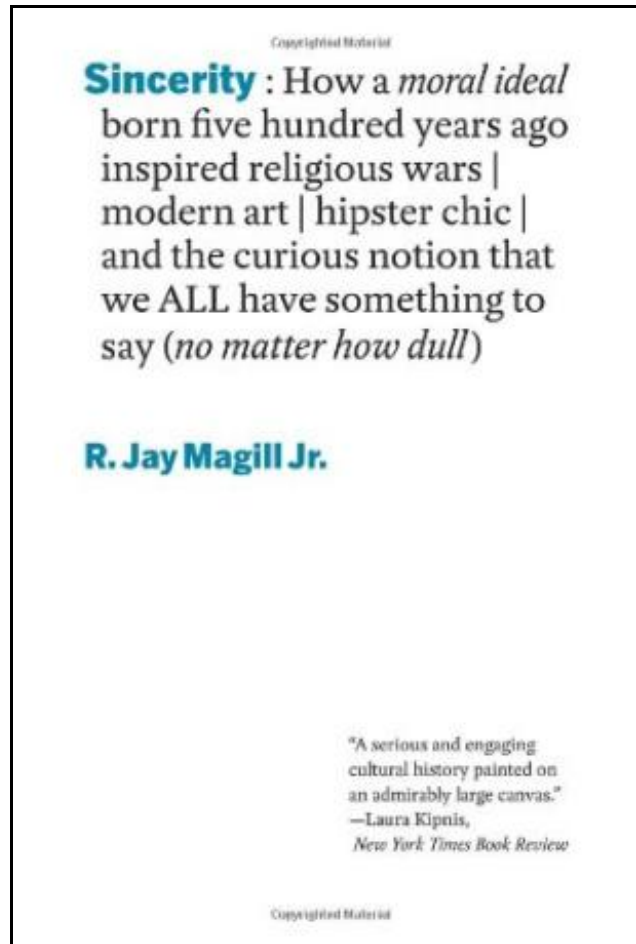 Copyrighted Material
Sincerity : How a moral ideal
born five hundred years ago
inspired religious wars |
modern art | hipster chic |
and the curious notion that
we ALL have something to
say (no matter how dull)
R. Jay Magill Jr.
“A serious and engaging
cultural history painted on
an admirably large canvas.”
—Laura Kipnis,
New York Times Book Review
Copyrighted Material